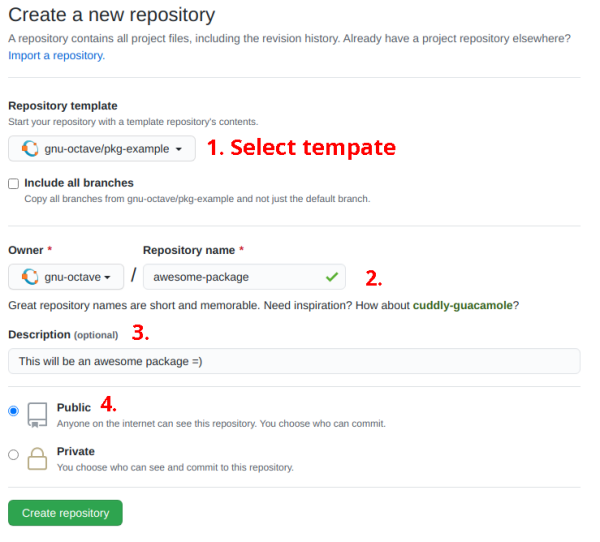 Create a new repository
A repository contains all project files, including the revision history. Already have a project repository elsewhere?
Import a repository.
Repository template
Start your repository with a template repository's contents.
gnu-octave/pkg-example 1. Select tempate
Include all branches
Copy all branches from gnu-octave/pkg-example and not just the default branch.
Owner * Repository name *
gnu-octave / awesome-package 2.
Great repository names are short and memorable. Need inspiration? How about cuddly-guacamole?
Description (optional) 3.
This will be an awesome package =)
Public 4.
Anyone on the internet can see this repository. You choose who can commit.
Private
You choose who can see and commit to this repository.
Create repository